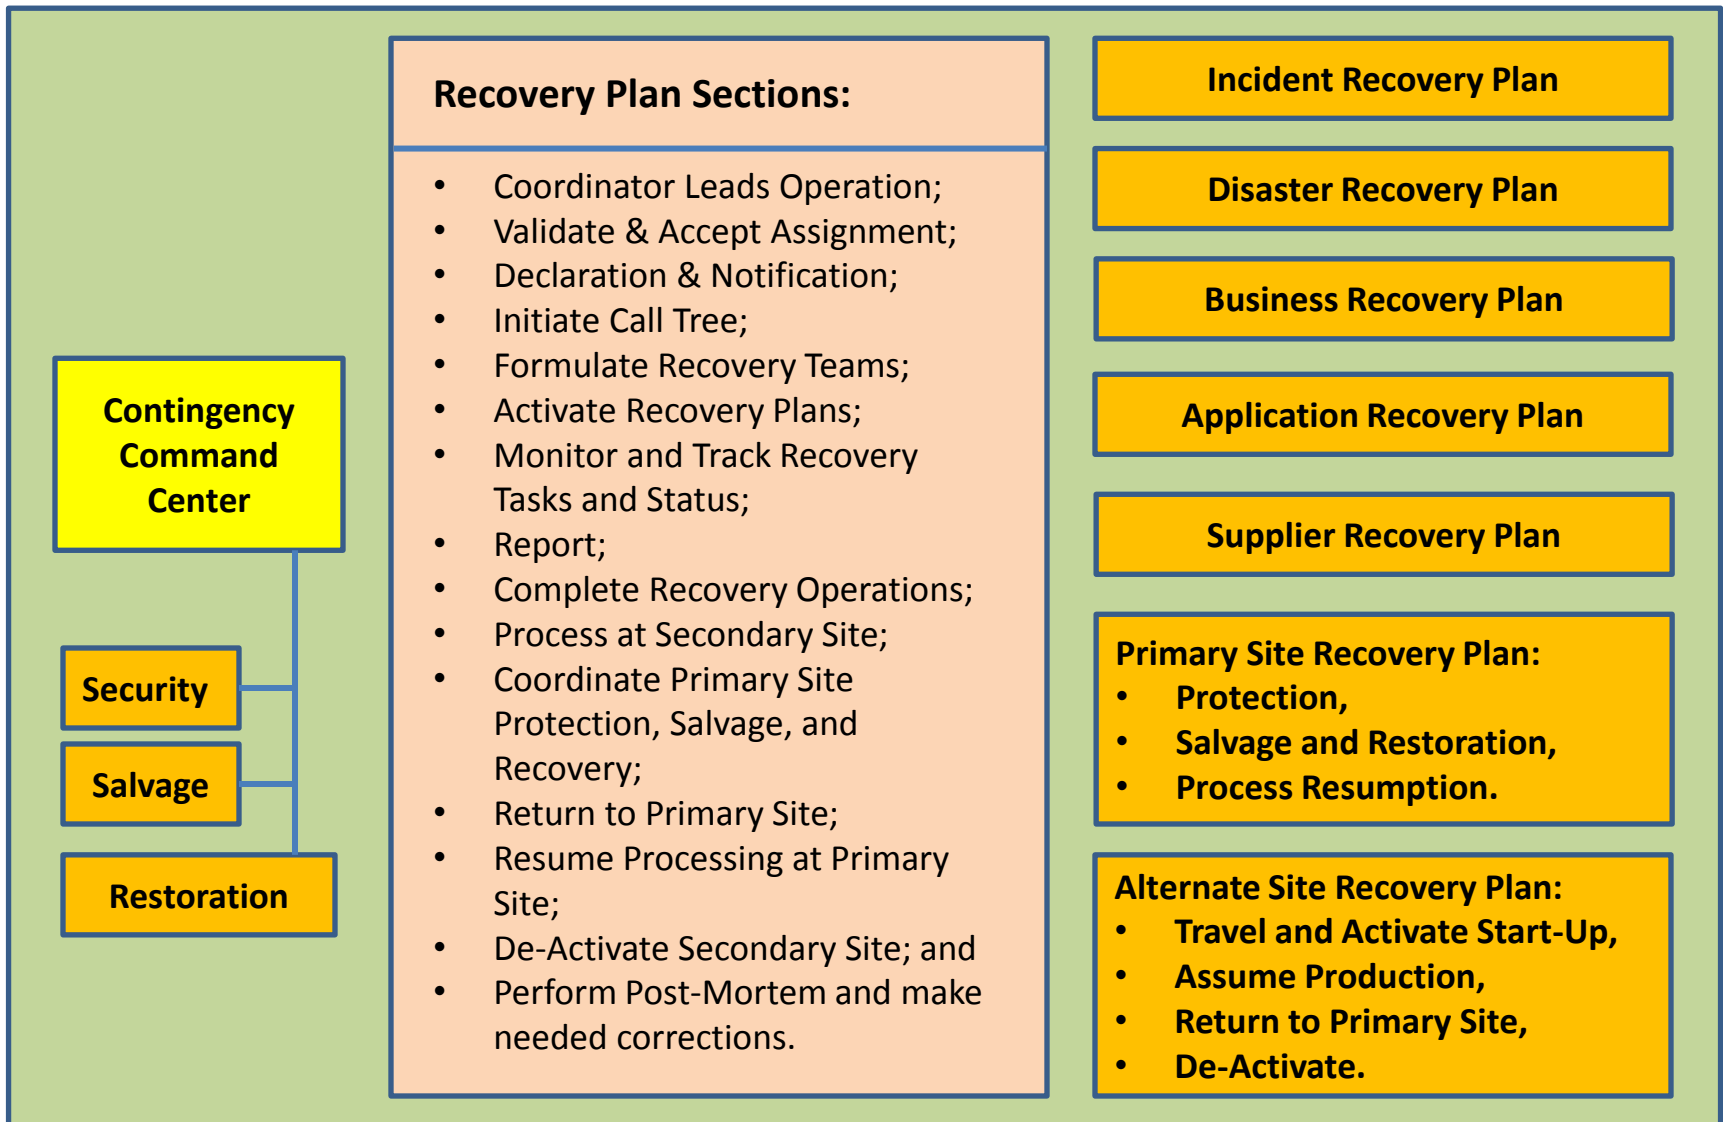 Contingency
Command
Center
Security
Salvage
Restoration
Recovery Plan Sections:
• Coordinator Leads Operation;
• Validate & Accept Assignment;
• Declaration & Notification;
• Initiate Call Tree;
• Formulate Recovery Teams;
• Activate Recovery Plans;
• Monitor and Track Recovery
Tasks and Status;
• Report;
• Complete Recovery Operations;
• Process at Secondary Site;
• Coordinate Primary Site
Protection, Salvage, and
Recovery;
• Return to Primary Site;
• Resume Processing at Primary
Site;
• De-Activate Secondary Site; and
• Perform Post-Mortem and make
needed corrections.
Incident Recovery Plan
Disaster Recovery Plan
Business Recovery Plan
Application Recovery Plan
Supplier Recovery Plan
Primary Site Recovery Plan:
• Protection,
• Salvage and Restoration,
• Process Resumption.
Alternate Site Recovery Plan:
• Travel and Activate Start-Up,
• Assume Production,
• Return to Primary Site,
• De-Activate.